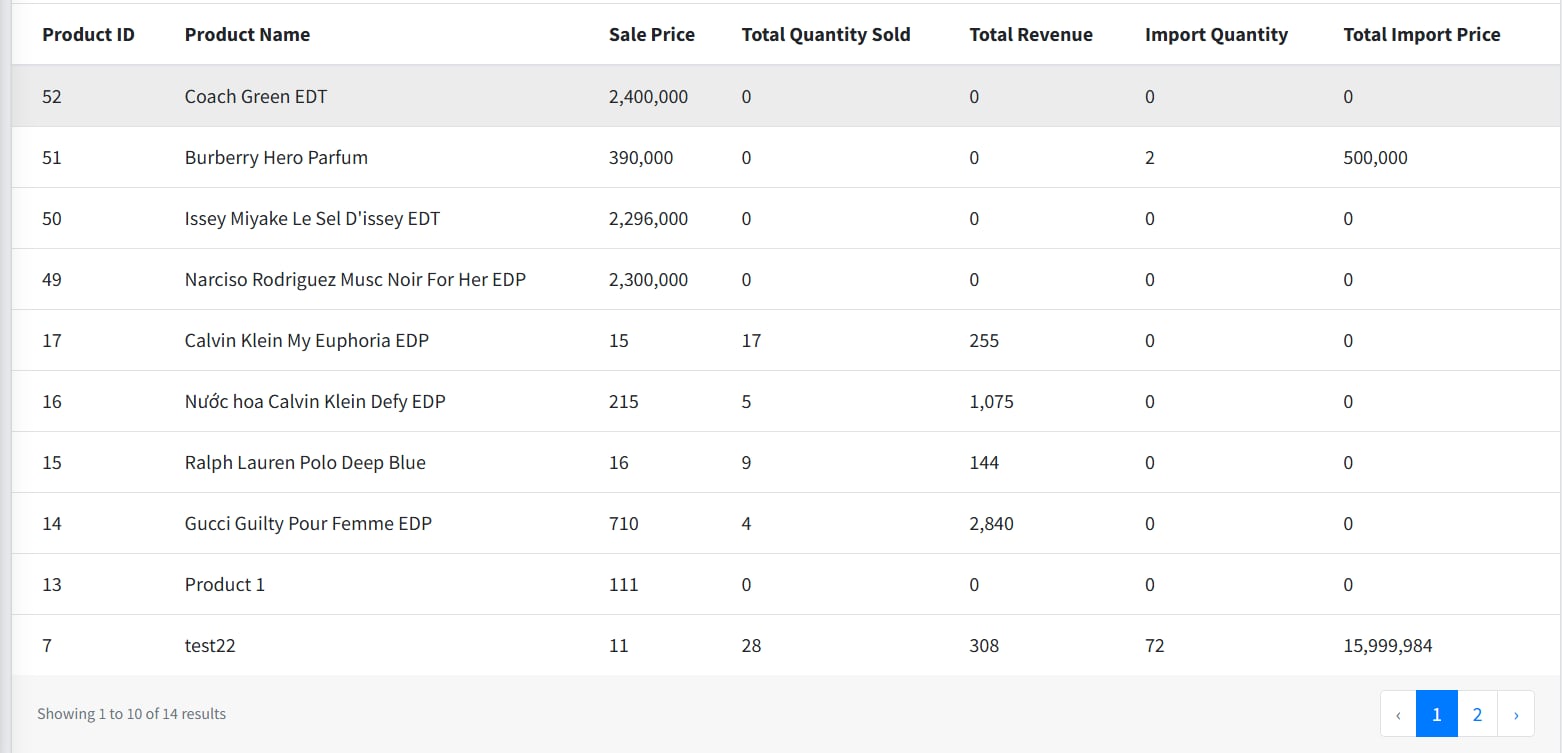 Product ID Product Name Sale Price Total Quantity Sold Total Revenue Import Quantity Total Import Price
52 Coach Green EDT 2,400,000 0 0 0 0
51 Burberry Hero Parfum 390,000 0 0 2 500,000
50 Issey Miyake Le Sel D'issey EDT 2,296,000 0 0 0 0
49 Narciso Rodriguez Musc Noir For Her EDP 2,300,000 0 0 0 0
17 Calvin Klein My Euphoria EDP 15 17 255 0 0
16 Nước hoa Calvin Klein Defy EDP 215 5 1,075 0 0
15 Ralph Lauren Polo Deep Blue 16 9 144 0 0
14 Gucci Guilty Pour Femme EDP 710 4 2,840 0 0
13 Product 1 111 0 0 0 0
7 test22 11 28 308 72 15,999,984
Showing 1 to 10 of 14 results ‹ 1 2 ›